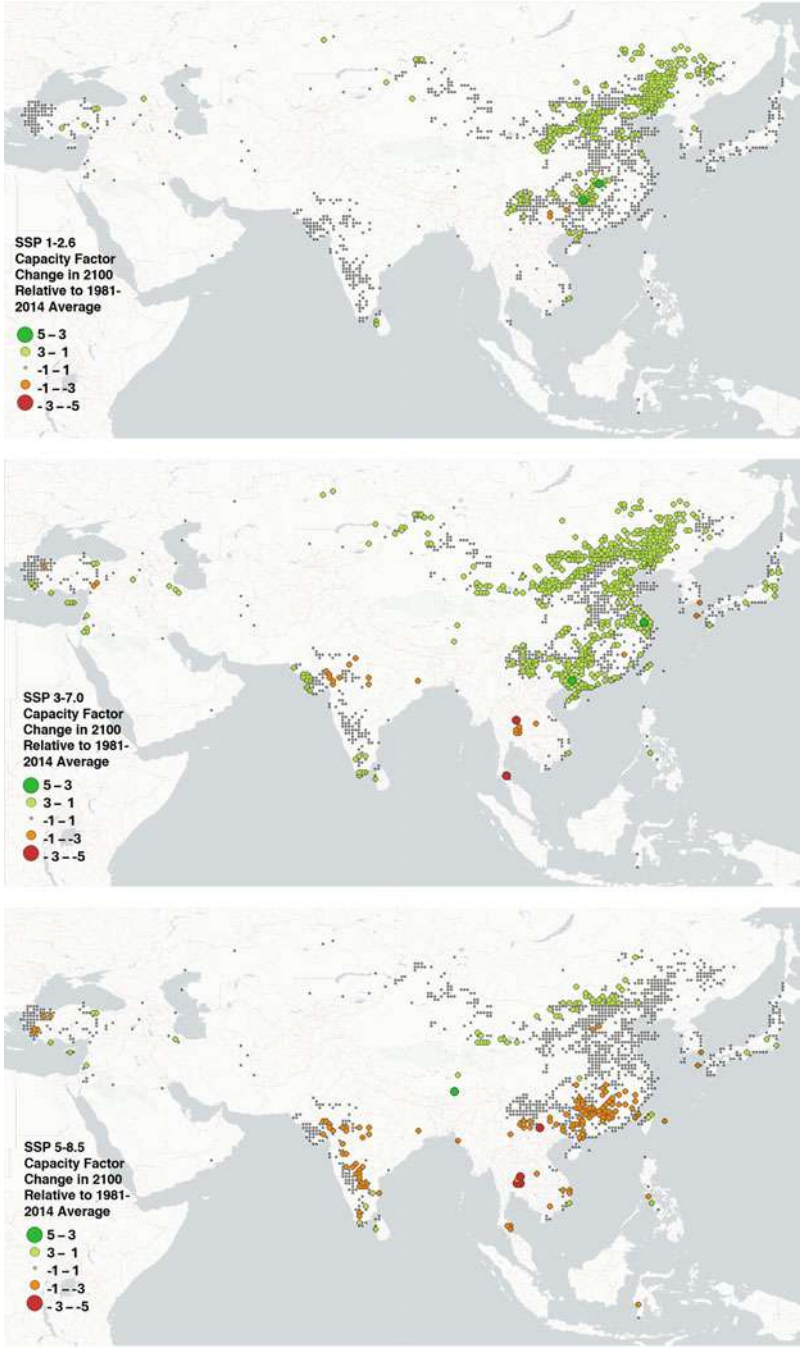 SSP 1-2.6
Capacity Factor
Change in 2100
Relative to 1981-
2014 Average
5 – 3
3 – 1
-1 – 1
-1 – -3
- 3 – -5
SSP 3-7.0
Capacity Factor
Change in 2100
Relative to 1981-
2014 Average
5 – 3
3 – 1
-1 – 1
-1 – -3
- 3 – -5
SSP 5-8.5
Capacity Factor
Change in 2100
Relative to 1981-
2014 Average
5 – 3
3 – 1
-1 – 1
-1 – -3
- 3 – -5